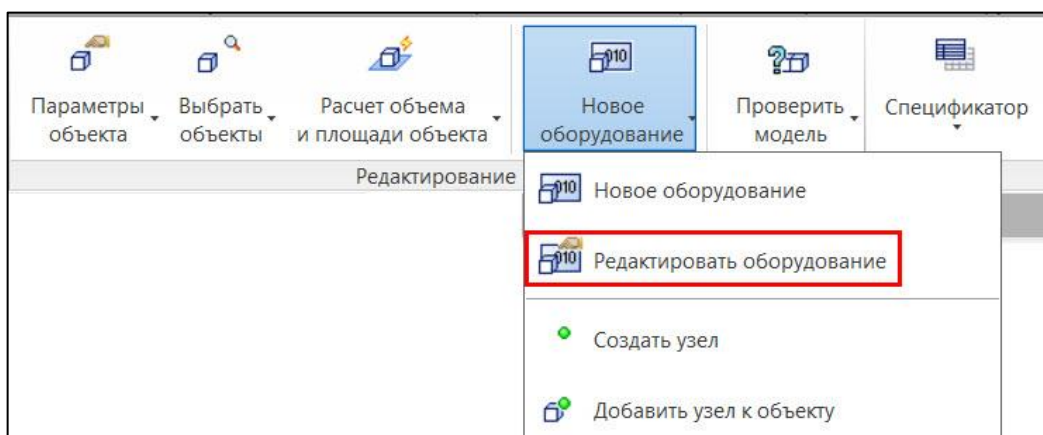 Параметры Выбрать Расчет объема Новое Проверить Спецификатор
объекта объекты и площади объекта оборудование модель
Редактирование
Новое оборудование
Редактировать оборудование
Создать узел
Добавить узел к объекту